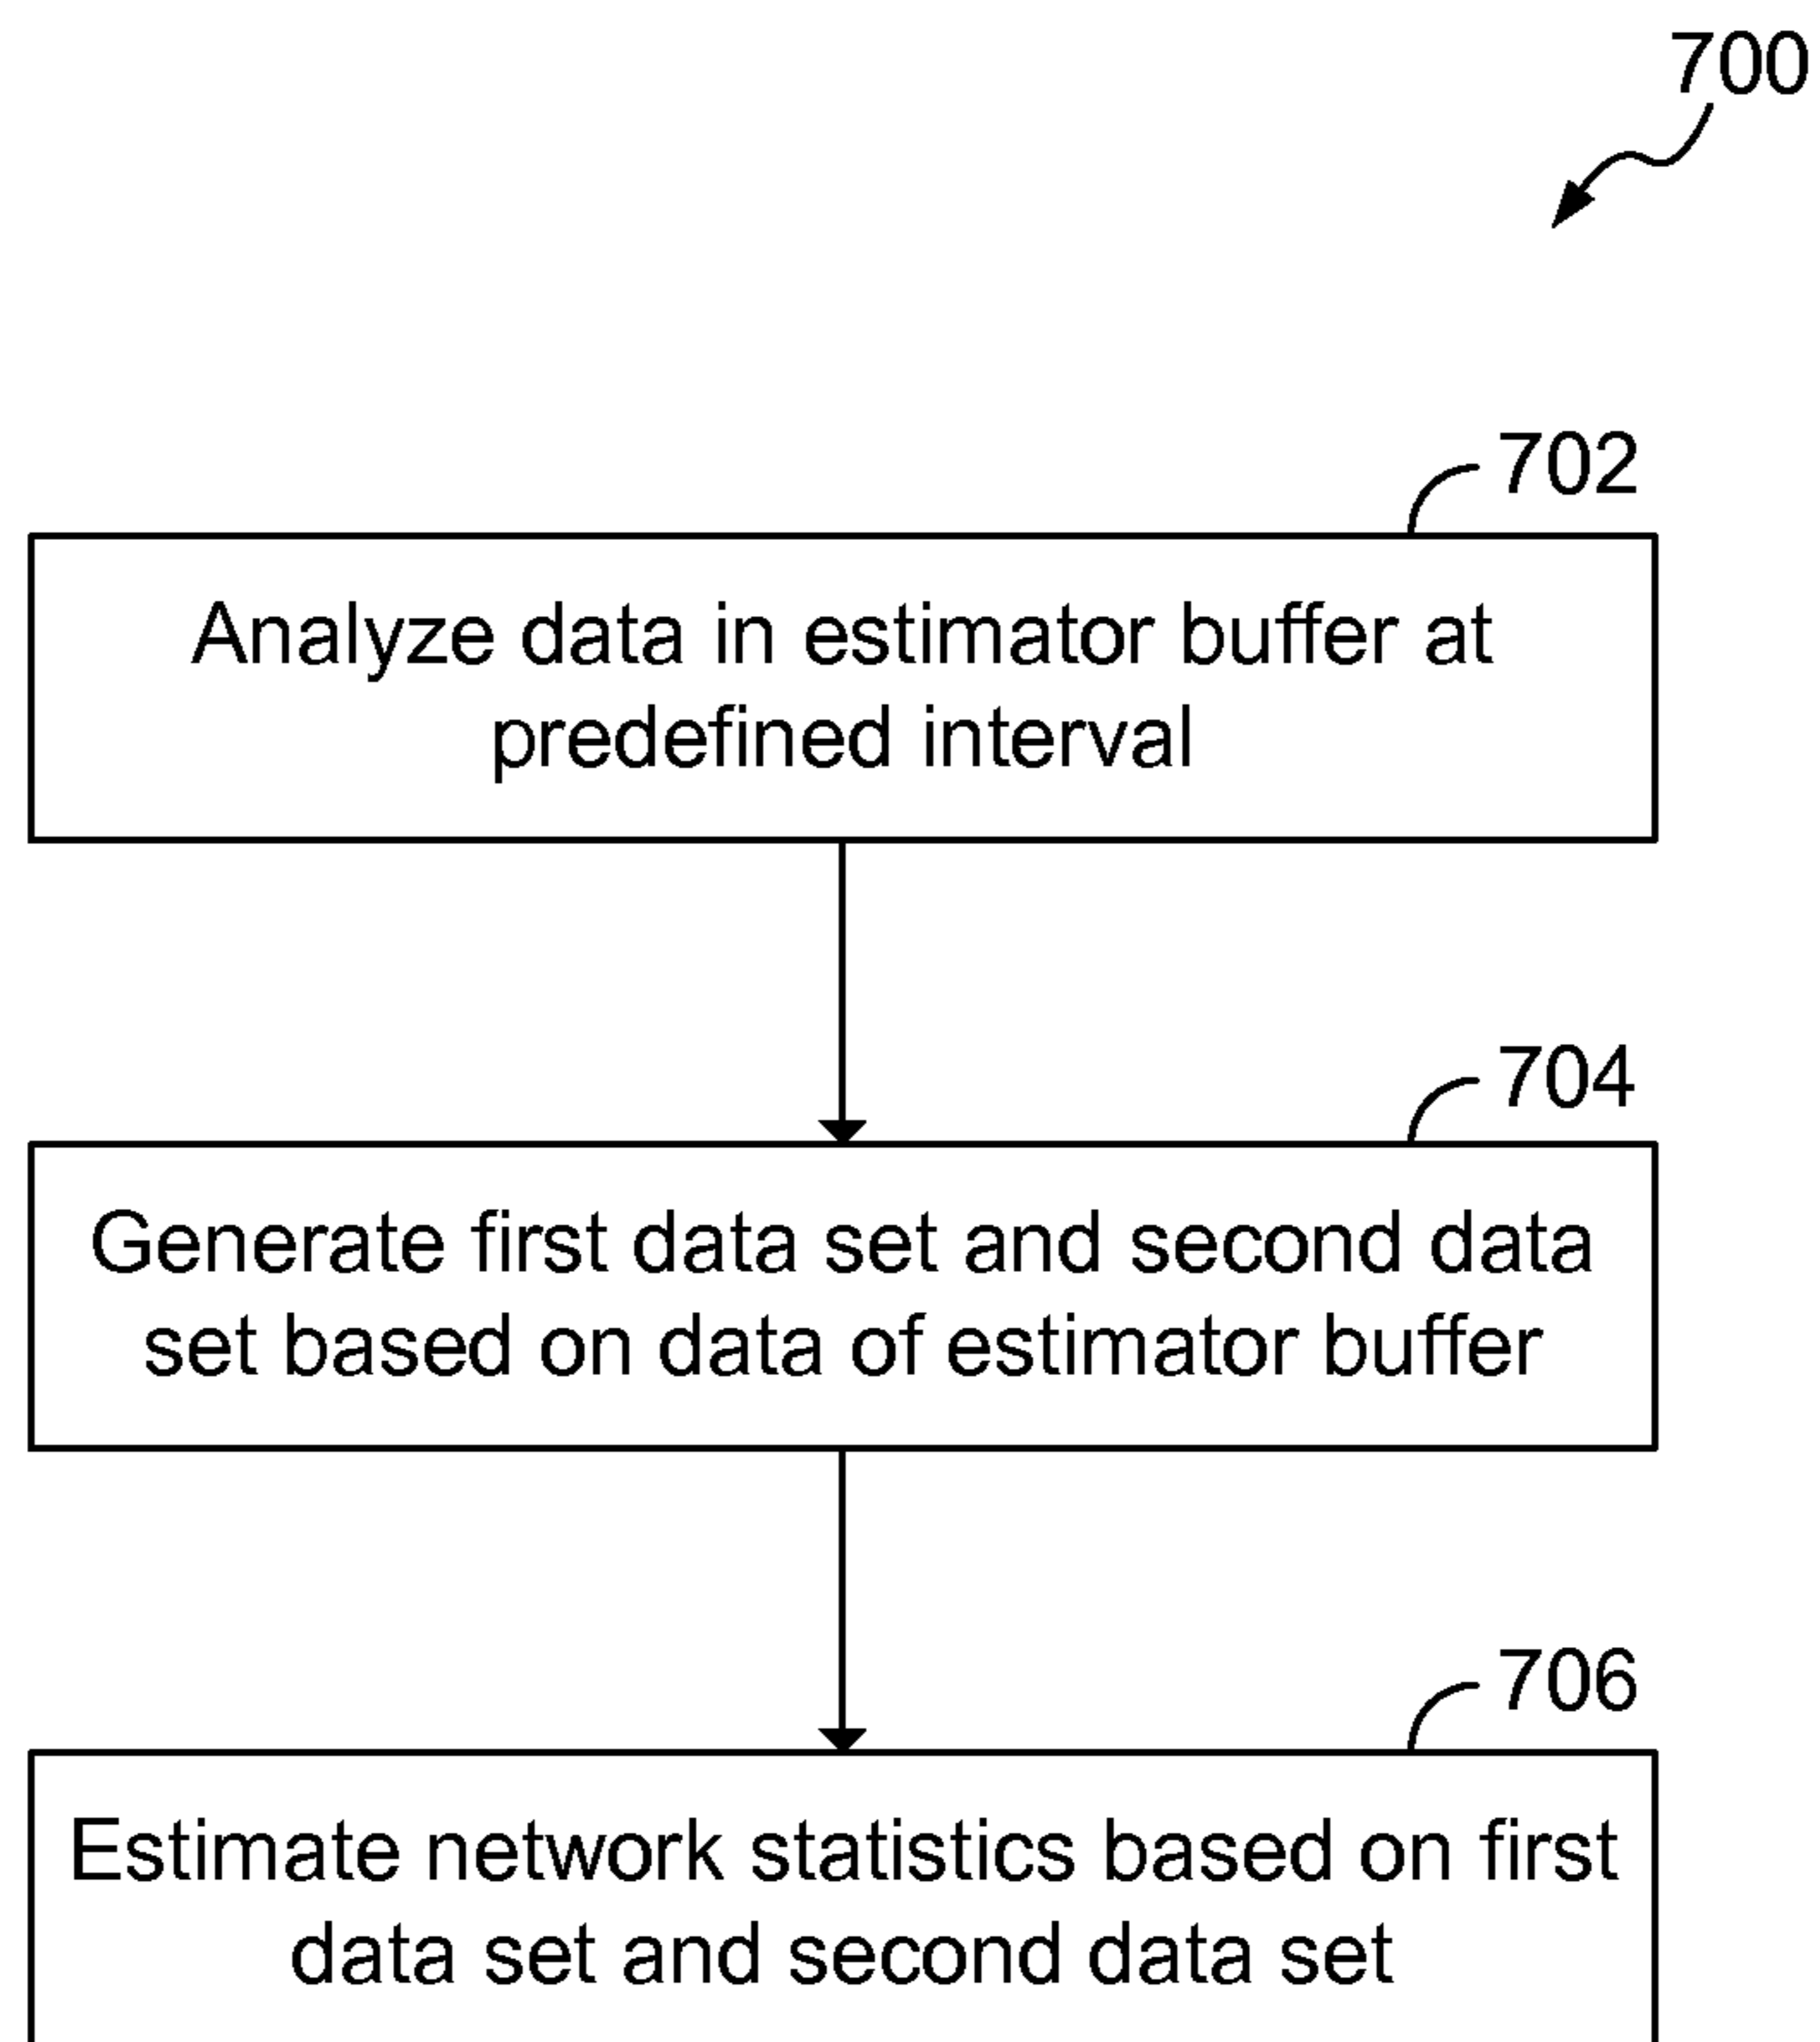 700
702
Analyze data in estimator buffer at
predefined interval
704
Generate first data set and second data
set based on data of estimator buffer
706
Estimate network statistics based on first
data set and second data set